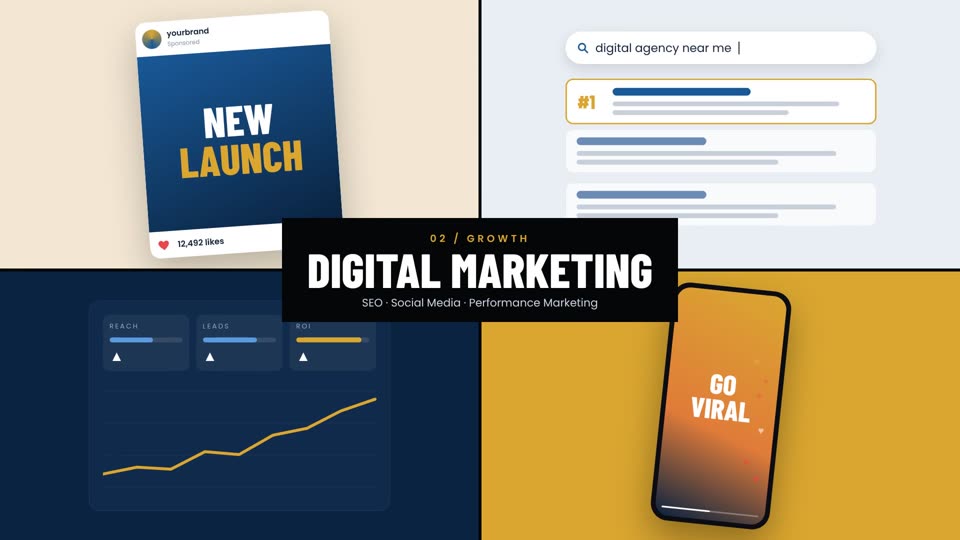 yourbrand
Sponsored
NEW
LAUNCH
12,492 likes
digital agency near me
#1
02 / GROWTH
DIGITAL MARKETING
SEO · Social Media · Performance Marketing
REACH
LEADS
ROI
GO
VIRAL